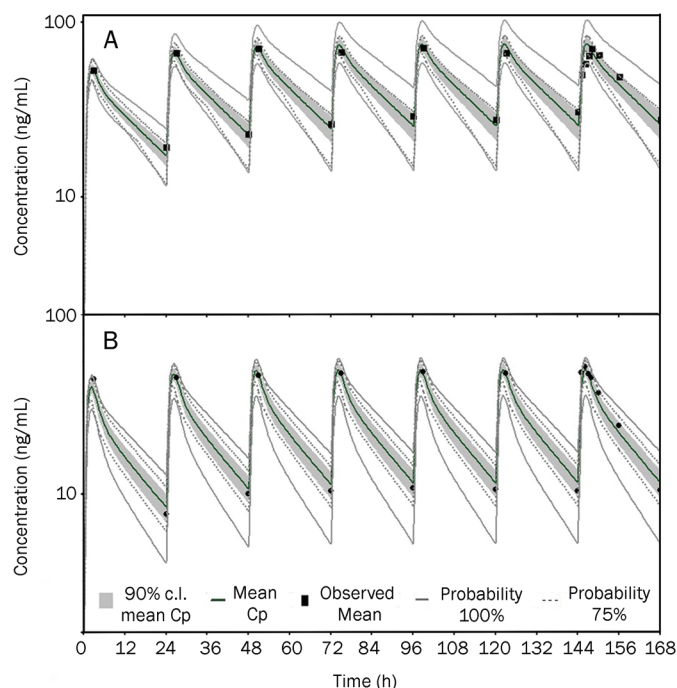 100
A
Concentration (ng/mL)
10
100
B
Concentration (ng/mL)
10
90% c.I. mean Cp
Mean Cp
Observed Mean
Probability 100%
Probability 75%
0 12 24 36 48 60 72 84 96 108 120 132 144 156 168
Time (h)